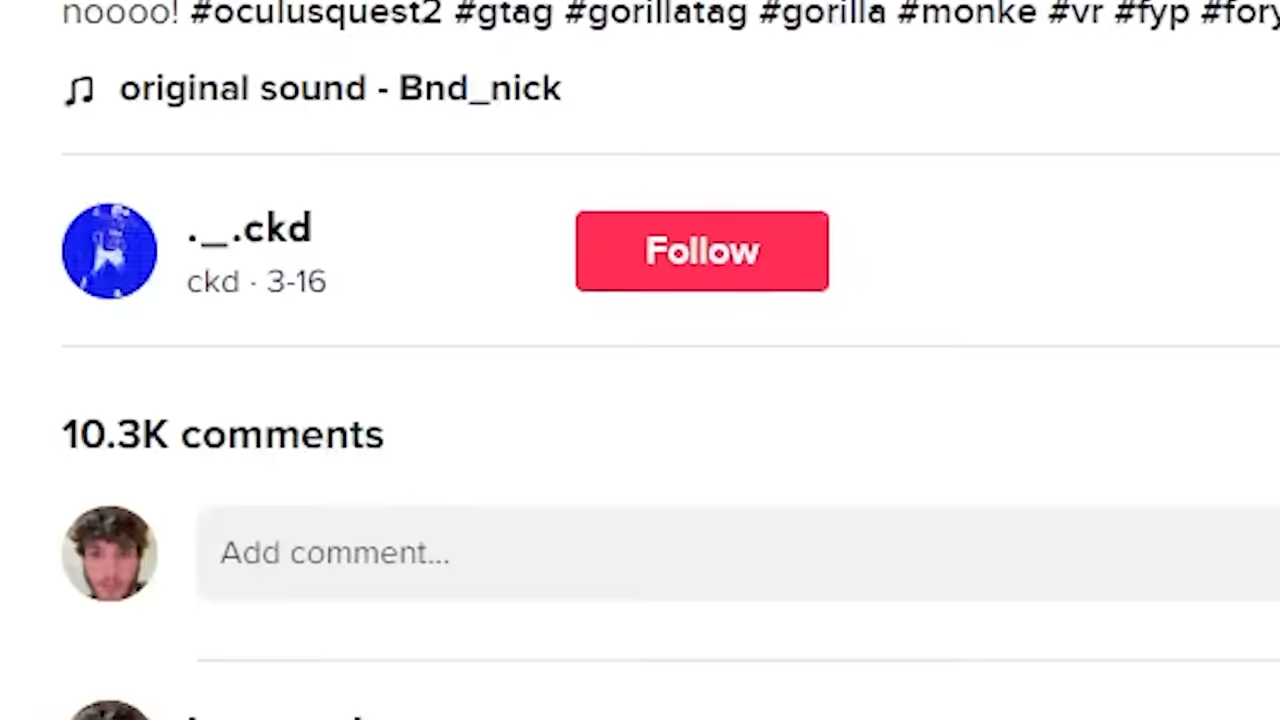 noooo! #oculusquest2 #gtag #gorillatag #gorilla #monke #vr #fyp #fory
original sound - Bnd_nick
._.ckd
ckd · 3-16
Follow
10.3K comments
Add comment...